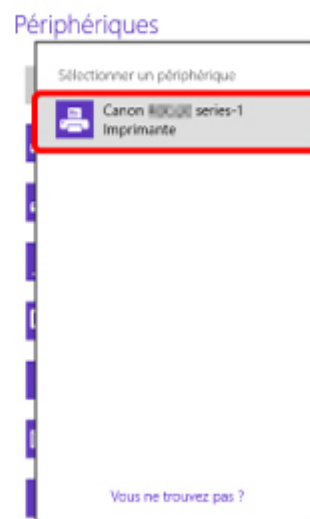 Périphériques
Sélectionner un périphérique
Canon series-1
Imprimante
Vous ne trouvez pas ?